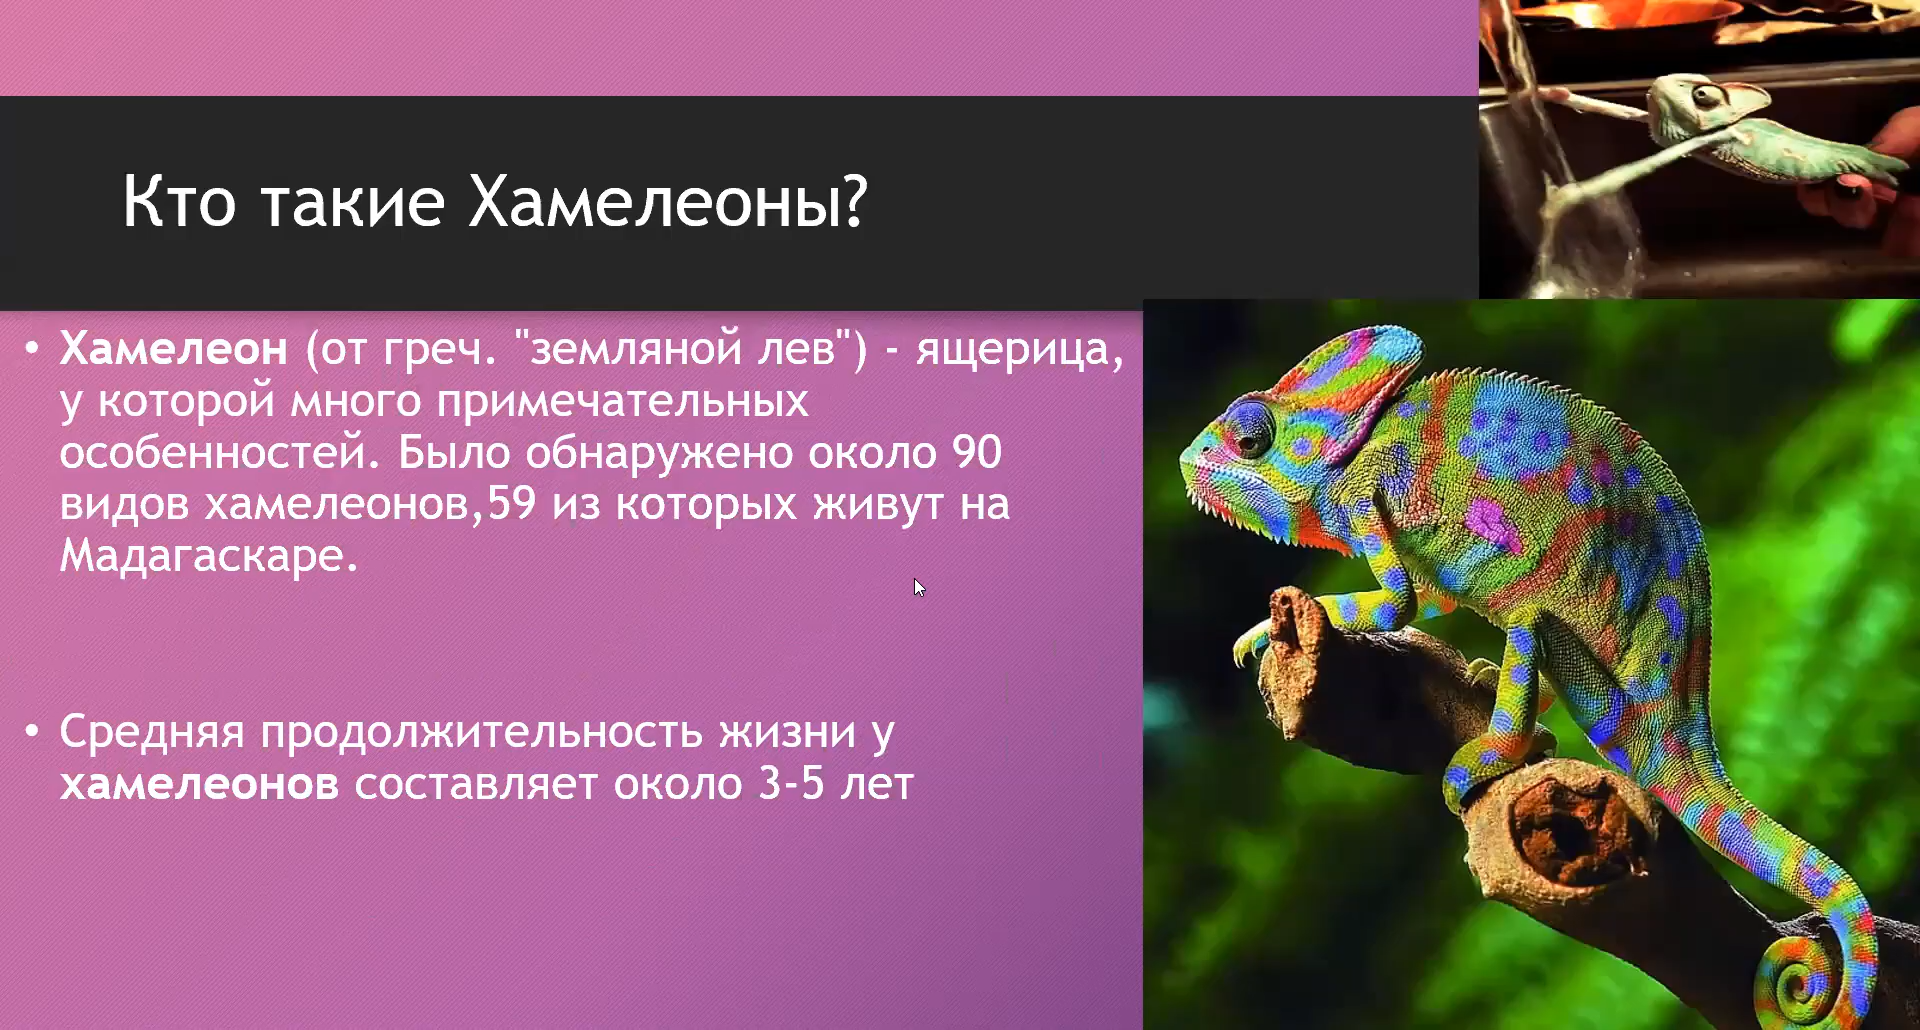 Кто такие Хамелеоны?
• Хамелеон (от греч. "земляной лев") - ящерица,
у которой много примечательных
особенностей. Было обнаружено около 90
видов хамелеонов,59 из которых живут на
Мадагаскаре.
• Средняя продолжительность жизни у
хамелеонов составляет около 3-5 лет